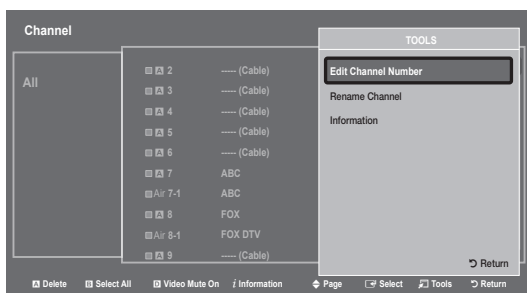 Channel
All
A 2 ----- (Cable)
A 3 ----- (Cable)
A 4 ----- (Cable)
A 5 ----- (Cable)
A 6 ----- (Cable)
A 7 ABC
Air 7-1 ABC
A 8 FOX
Air 8-1 FOX DTV
A 9 ----- (Cable)
TOOLS
Edit Channel Number
Rename Channel
Information
Return
A Delete B Select All D Video Mute On i Information Page Select Tools Return